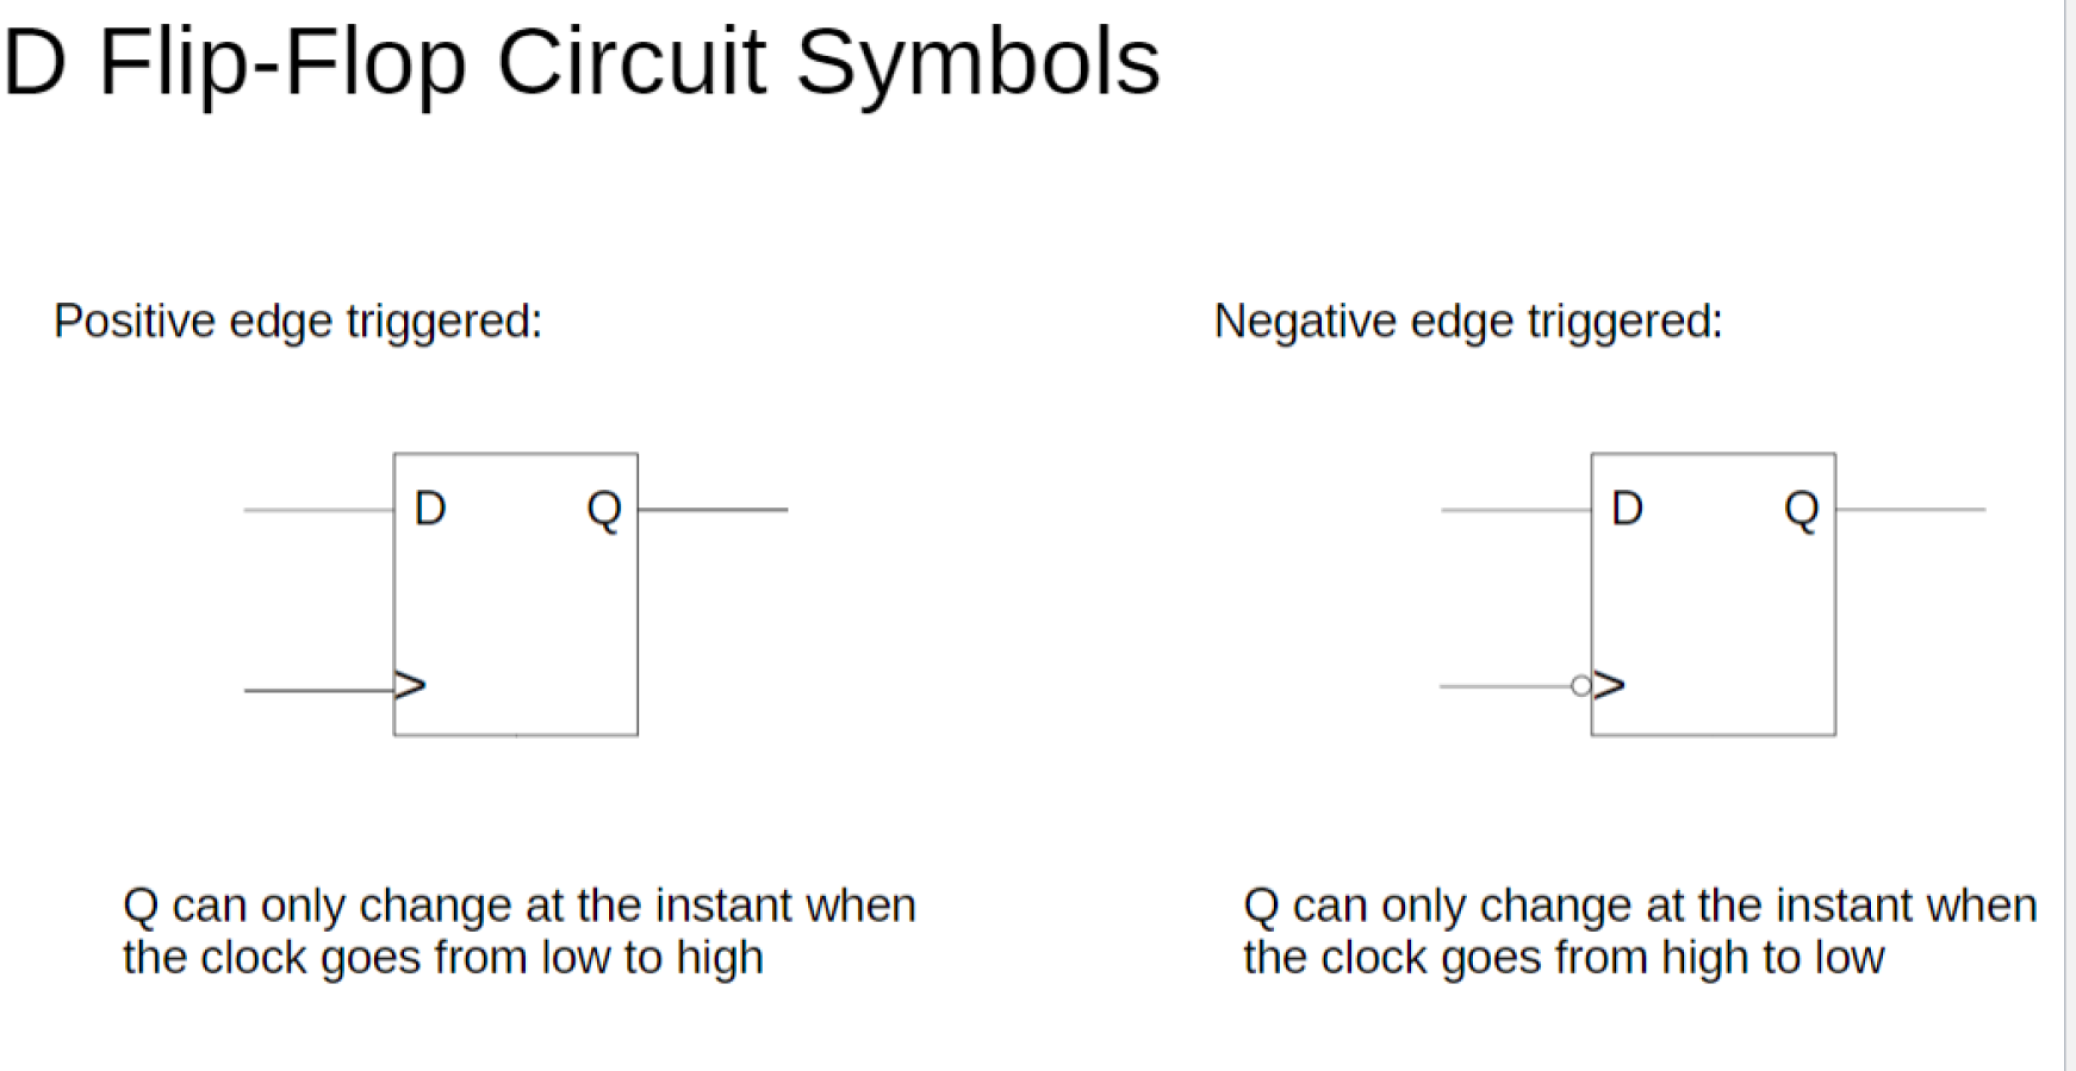 D Flip-Flop Circuit Symbols
Positive edge triggered:
Negative edge triggered:
D Q
>
D Q
>
Q can only change at the instant when
the clock goes from low to high
Q can only change at the instant when
the clock goes from high to low